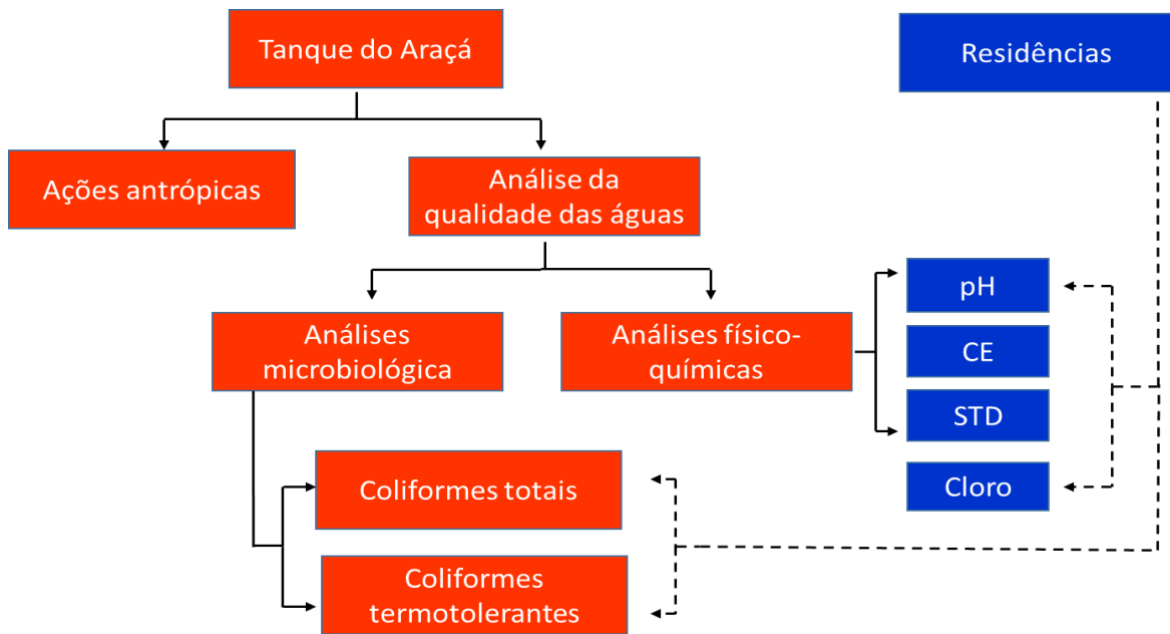 Tanque do Araçá
Residências
Ações antrópicas
Análise da
qualidade das águas
Análises
microbiológica
Análises físico-
químicas
pH
CE
STD
Cloro
Coliformes totais
Coliformes
termotolerantes